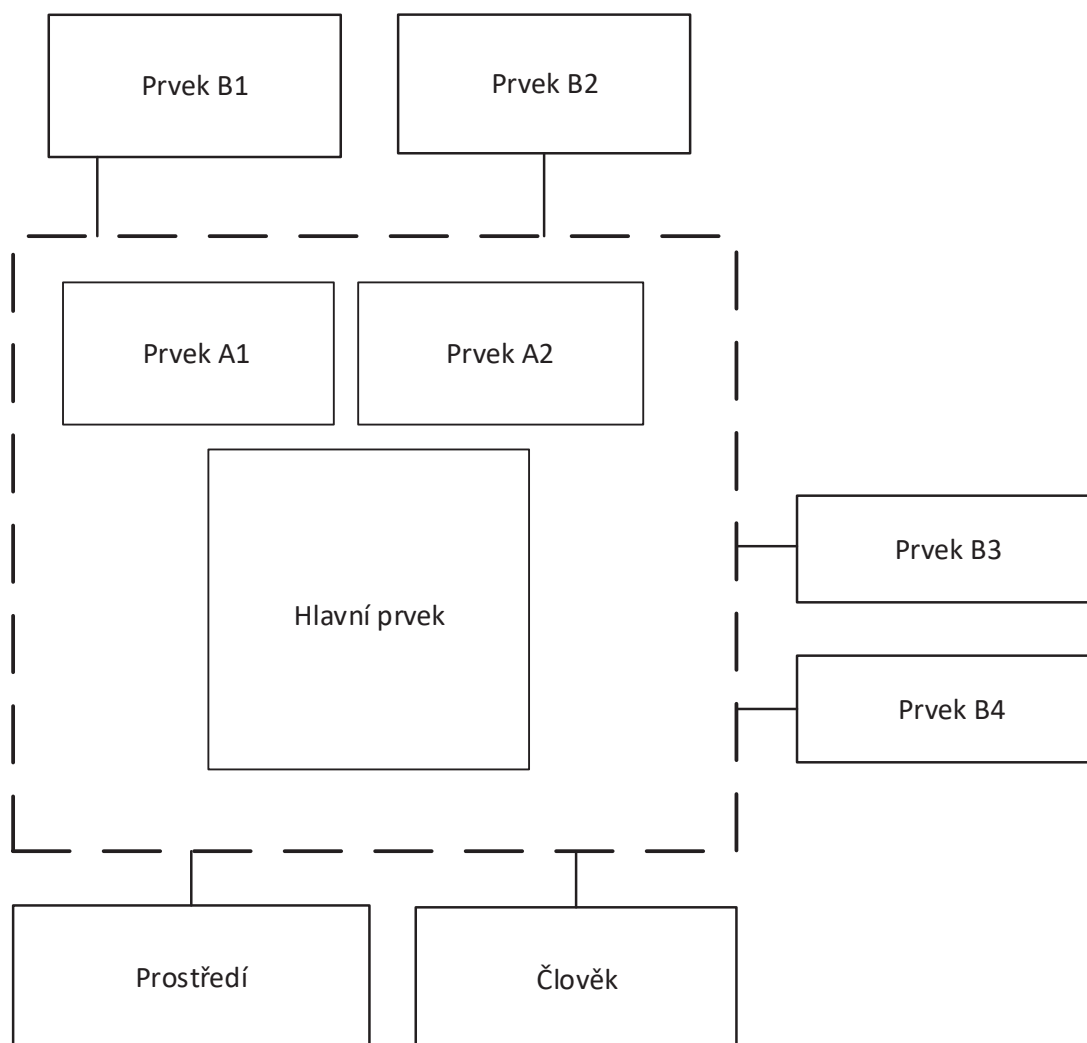 Prvek B1
Prvek B2
Prvek A1
Prvek A2
Hlavní prvek
Prvek B3
Prvek B4
Prostředí
Člověk